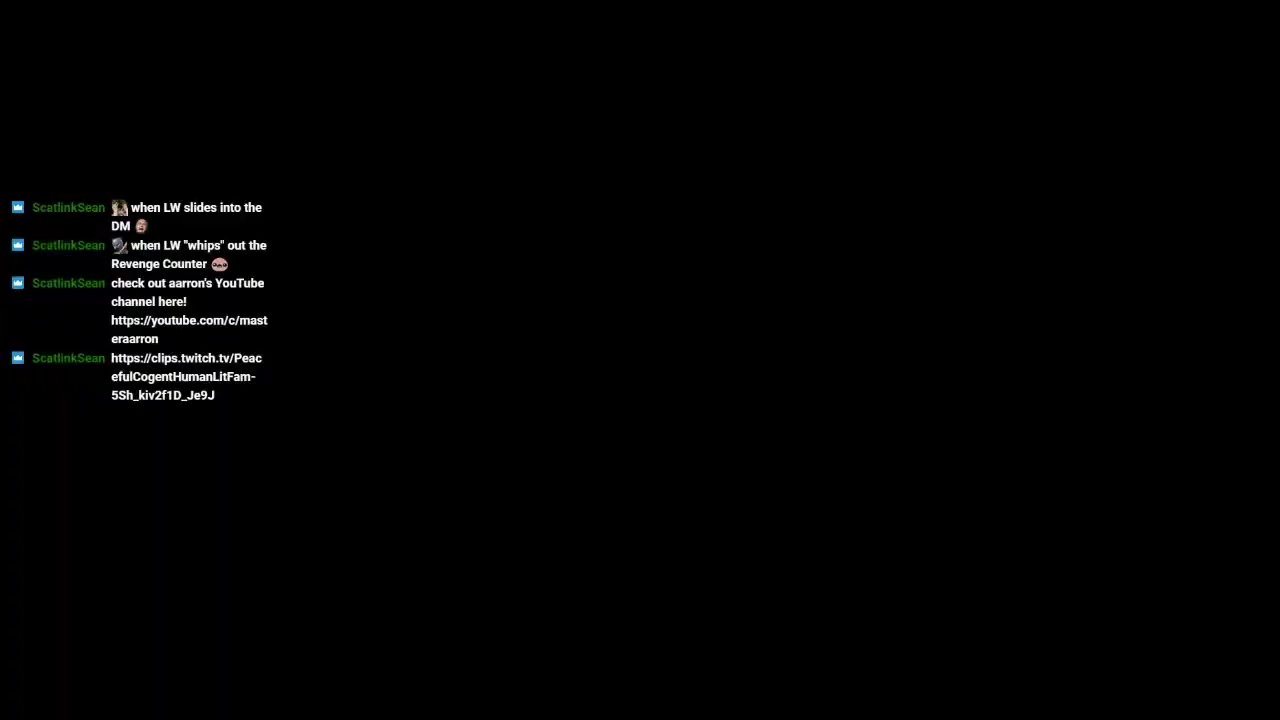 ScatlinkSean when LW slides into the
DM
ScatlinkSean when LW "whips" out the
Revenge Counter
ScatlinkSean check out aarron's YouTube
channel here!
https://youtube.com/c/mast
eraarron
ScatlinkSean https://clips.twitch.tv/Peac
efulCogentHumanLitFam-
5Sh_kiv2f1D_Je9J